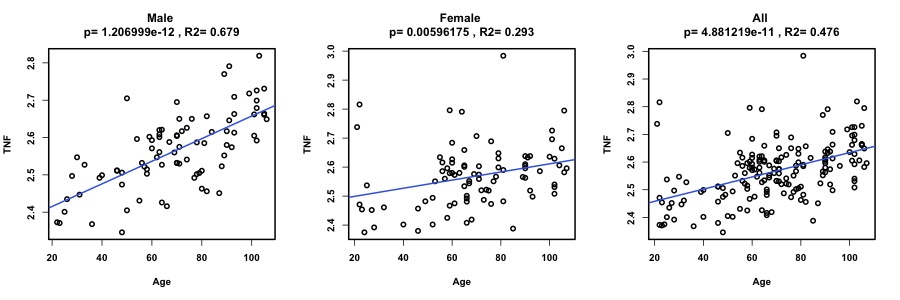 Male
p= 1.206999e-12 , R2= 0.679
2.8
2.7
2.6
2.5
2.4
TNF
20 40 60 80 100
Age
Female
p= 0.00596175 , R2= 0.293
3.0
2.9
2.8
2.7
2.6
2.5
2.4
TNF
20 40 60 80 100
Age
All
p= 4.881219e-11 , R2= 0.476
3.0
2.9
2.8
2.7
2.6
2.5
2.4
TNF
20 40 60 80 100
Age